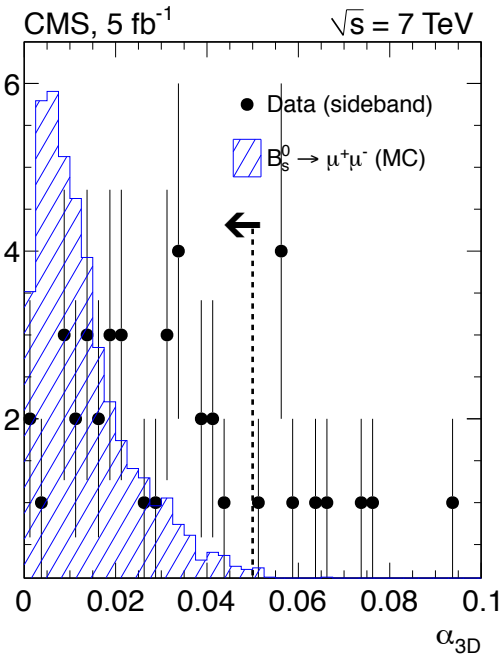 CMS, 5 fb⁻¹ √s = 7 TeV
6
Data (sideband)
B⁰ₛ → μ⁺μ⁻ (MC)
4
2
0 0.02 0.04 0.06 0.08 0.1
α₃D